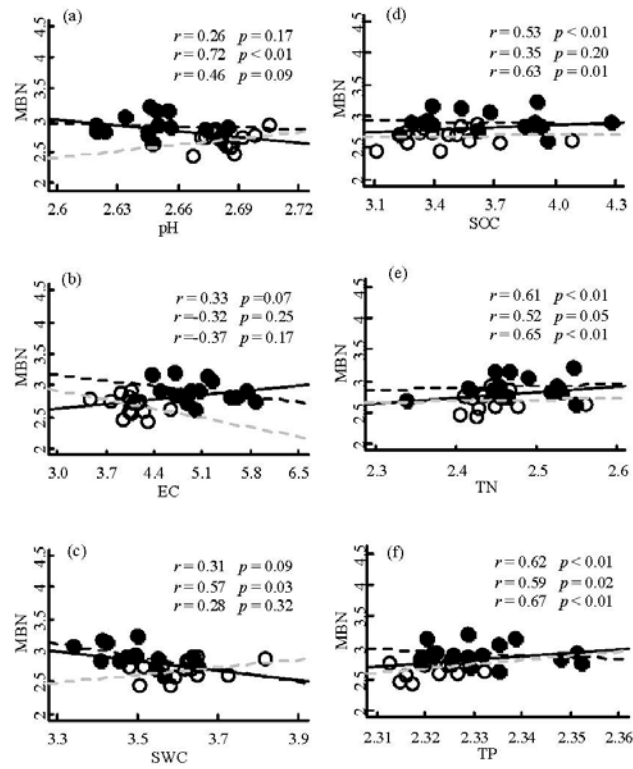 (a)
r = 0.26 p = 0.17
r = 0.72 p < 0.01
r = 0.46 p = 0.09
MBN
2 2.5 3 3.5 4 4.5
2.6 2.63 2.66 2.69 2.72
pH
(d)
r = 0.53 p < 0.01
r = 0.35 p = 0.20
r = 0.63 p = 0.01
MBN
2 2.5 3 3.5 4 4.5
3.1 3.4 3.7 4.0 4.3
SOC
(b)
r = 0.33 p =0.07
r =-0.32 p = 0.25
r =-0.37 p = 0.17
MBN
2 2.5 3 3.5 4 4.5
3.0 3.7 4.4 5.1 5.8 6.5
EC
(e)
r = 0.61 p < 0.01
r = 0.52 p = 0.05
r = 0.65 p < 0.01
MBN
2 2.5 3 3.5 4 4.5
2.3 2.4 2.5 2.6
TN
(c)
r = 0.31 p = 0.09
r = 0.57 p = 0.03
r = 0.28 p = 0.32
MBN
2 2.5 3 3.5 4 4.5
3.3 3.5 3.7 3.9
SWC
(f)
r = 0.62 p < 0.01
r = 0.59 p = 0.02
r = 0.67 p < 0.01
MBN
2 2.5 3 3.5 4 4.5
2.31 2.32 2.33 2.34 2.35 2.36
TP